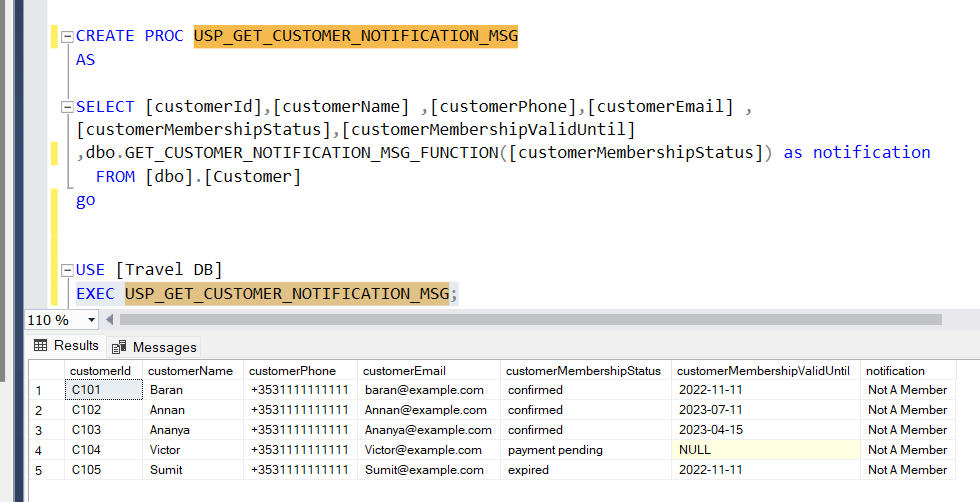 CREATE PROC USP_GET_CUSTOMER_NOTIFICATION_MSG
AS
SELECT [customerId],[customerName] ,[customerPhone],[customerEmail] ,
[customerMembershipStatus],[customerMembershipValidUntil]
,dbo.GET_CUSTOMER_NOTIFICATION_MSG_FUNCTION([customerMembershipStatus]) as notification
FROM [dbo].[Customer]
go
USE [Travel DB]
EXEC USP_GET_CUSTOMER_NOTIFICATION_MSG;
110 %
Results Messages
customerId customerName customerPhone customerEmail customerMembershipStatus customerMembershipValidUntil notification
1 C101 Baran +3531111111111 baran@example.com confirmed 2022-11-11 Not A Member
2 C102 Annan +3531111111111 Annan@example.com confirmed 2023-07-11 Not A Member
3 C103 Ananya +3531111111111 Ananya@example.com confirmed 2023-04-15 Not A Member
4 C104 Victor +3531111111111 Victor@example.com payment pending NULL Not A Member
5 C105 Sumit +3531111111111 Sumit@example.com expired 2022-11-11 Not A Member